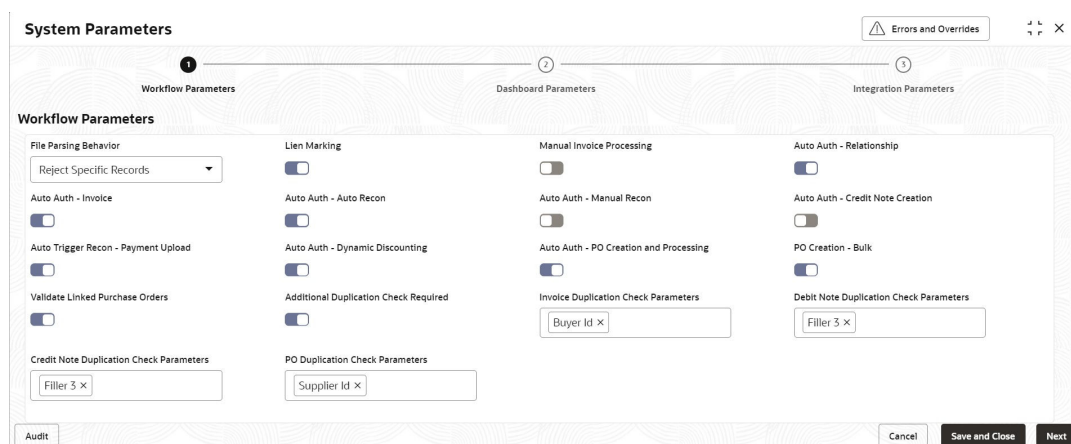 System Parameters
Errors and Overrides
1
2
3
Workflow Parameters
Dashboard Parameters
Integration Parameters
Workflow Parameters
File Parsing Behavior
Lien Marking
Manual Invoice Processing
Auto Auth - Relationship
Reject Specific Records
Auto Auth - Invoice
Auto Auth - Auto Recon
Auto Auth - Manual Recon
Auto Auth - Credit Note Creation
Auto Trigger Recon - Payment Upload
Auto Auth - Dynamic Discounting
Auto Auth - PO Creation and Processing
PO Creation - Bulk
Validate Linked Purchase Orders
Additional Duplication Check Required
Invoice Duplication Check Parameters
Debit Note Duplication Check Parameters
Buyer Id ×
Filler 3 ×
Credit Note Duplication Check Parameters
PO Duplication Check Parameters
Filler 3 ×
Supplier Id ×
Audit
Cancel
Save and Close
Next